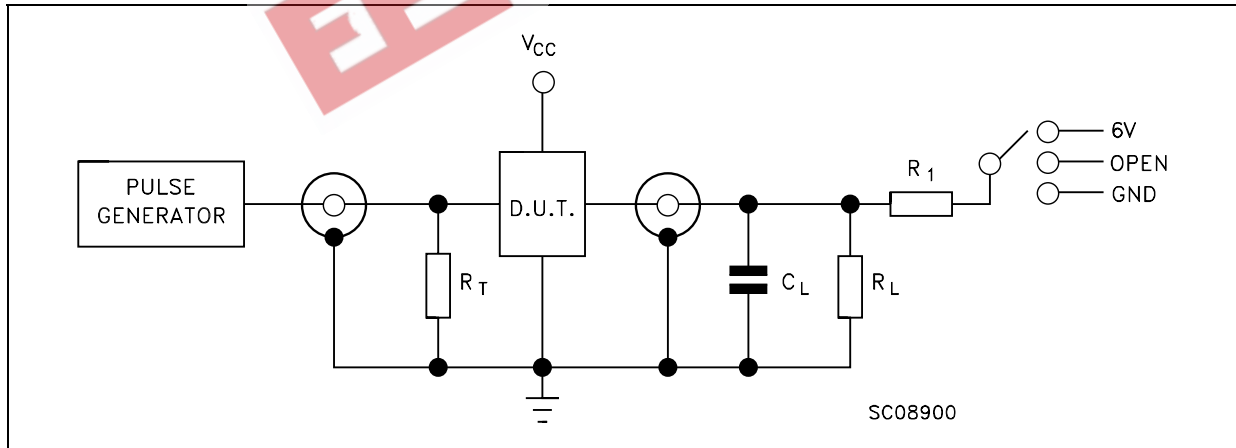 VCC
6V
OPEN
GND
R1
PULSE
GENERATOR
D.U.T.
RT
CL
RL
SC08900